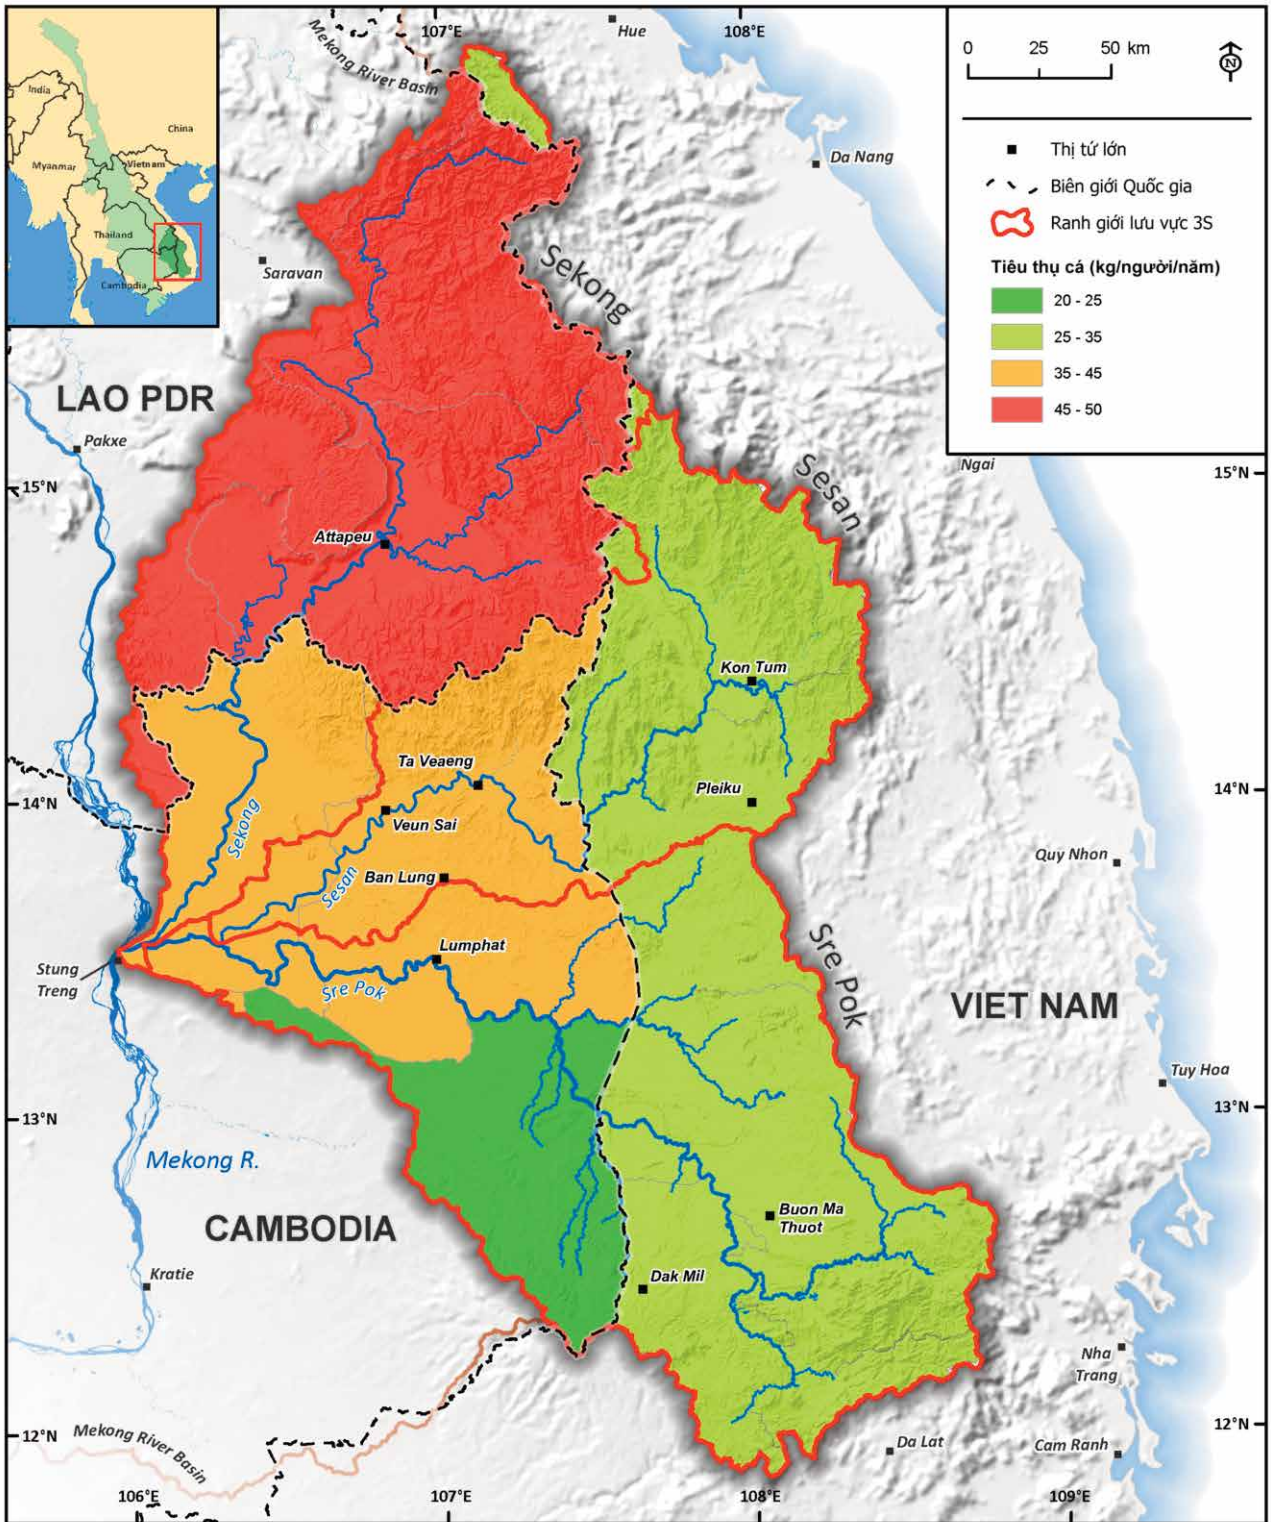 107°E
108°E
Hue
Mekong River Basin
India
China
Myanmar
Vietnam
Thailand
Cambodia
0 25 50 km
N
Thị tứ lớn
Biên giới Quốc gia
Ranh giới lưu vực 3S
Tiêu thụ cá (kg/người/năm)
20 - 25
25 - 35
35 - 45
45 - 50
Da Nang
Saravan
Sekong
LAO PDR
Pakxe
Sesan
Ngai
15°N
15°N
Attapeu
Kon Tum
Ta Veaeng
Pleiku
14°N
14°N
Veun Sai
Sekong
Quy Nhon
Ban Lung
Sesan
Lumphat
Sre Pok
Stung
Treng
Sre Pok
VIET NAM
Tuy Hoa
13°N
13°N
Mekong R.
CAMBODIA
Buon Ma
Thuot
Kratie
Dak Mil
Nha
Trang
12°N
12°N
Mekong River Basin
Da Lat
Cam Ranh
106°E
107°E
108°E
109°E